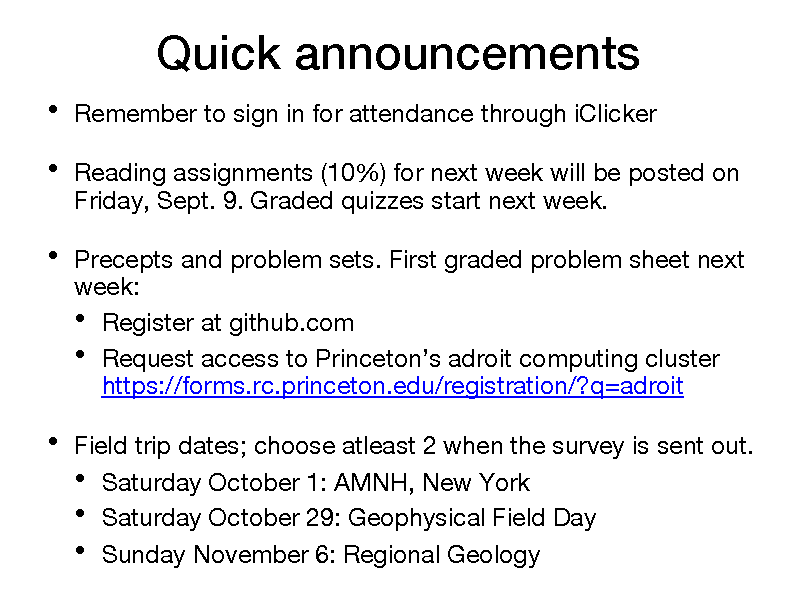 Quick announcements
• Remember to sign in for attendance through iClicker
• Reading assignments (10%) for next week will be posted on
Friday, Sept. 9. Graded quizzes start next week.
• Precepts and problem sets. First graded problem sheet next
week:
• Register at github.com
• Request access to Princeton’s adroit computing cluster
https://forms.rc.princeton.edu/registration/?q=adroit
• Field trip dates; choose atleast 2 when the survey is sent out.
• Saturday October 1: AMNH, New York
• Saturday October 29: Geophysical Field Day
• Sunday November 6: Regional Geology